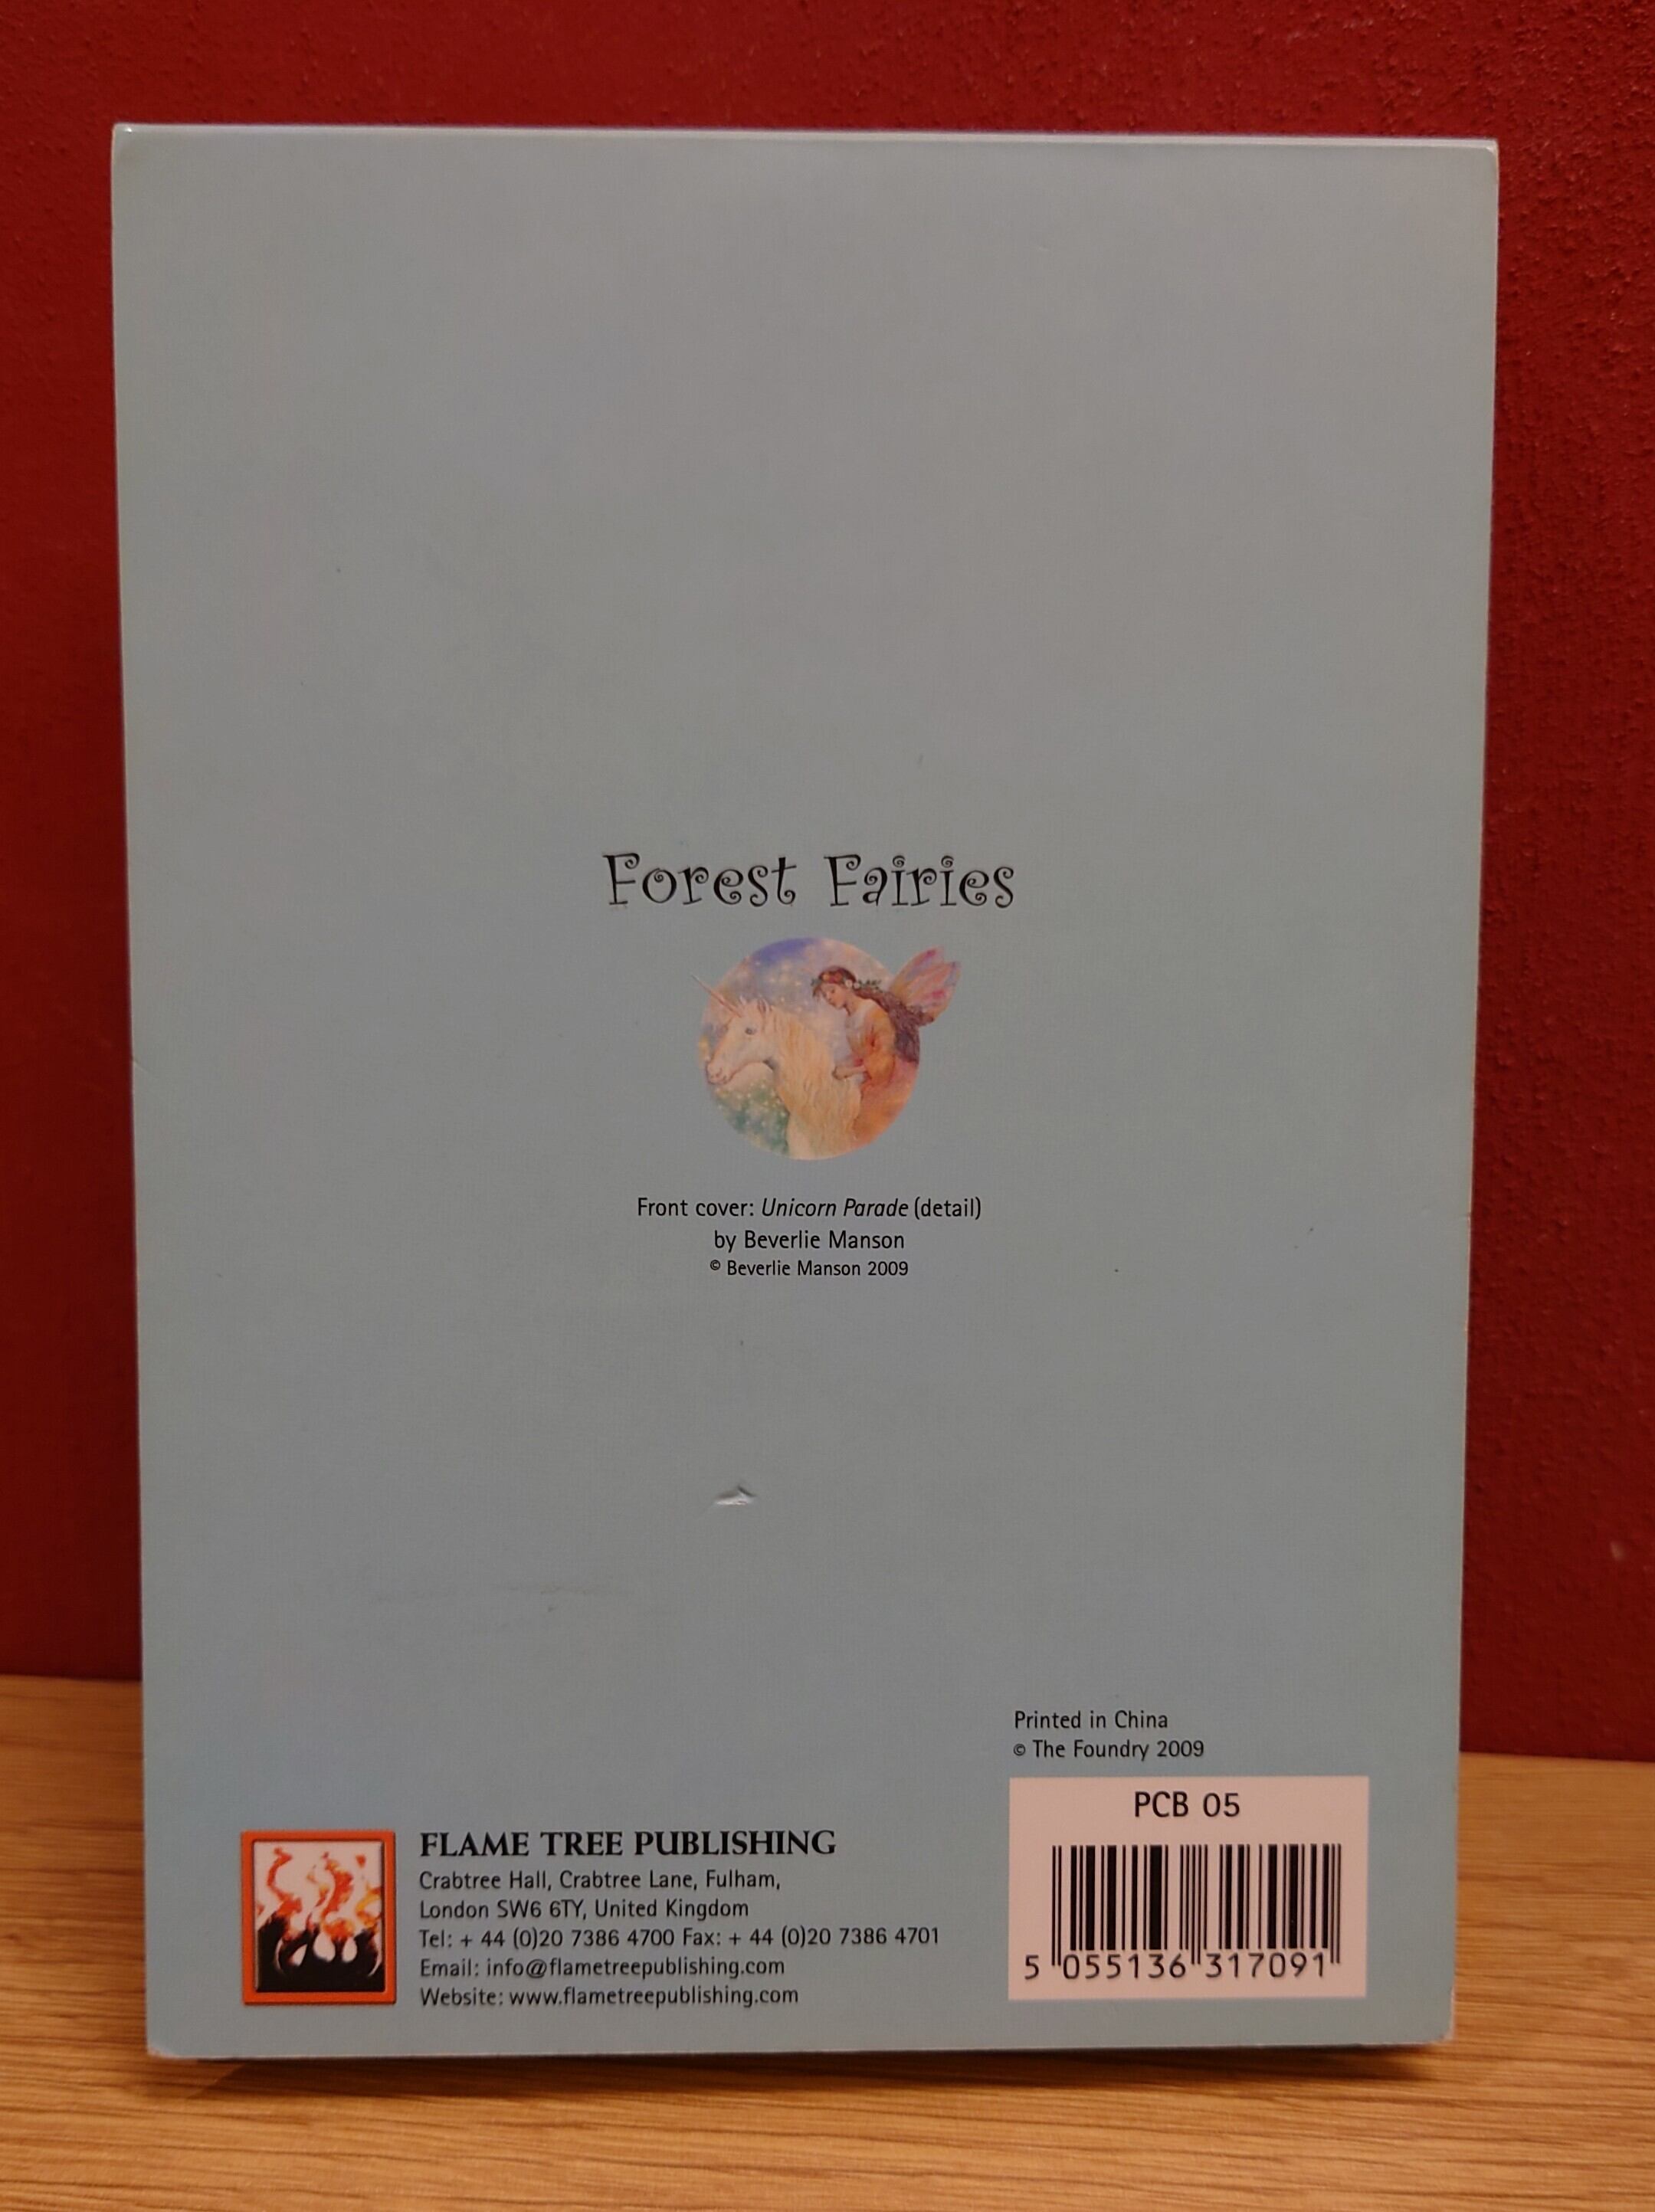 Forest Fairies
Front cover: Unicorn Parade (detail)
by Beverlie Manson
© Beverlie Manson 2009
Printed in China
© The Foundry 2009
PCB 05
5 055136 317091
FLAME TREE PUBLISHING
Crabtree Hall, Crabtree Lane, Fulham,
London SW6 6TY, United Kingdom
Tel: + 44 (0)20 7386 4700 Fax: + 44 (0)20 7386 4701
Email: info@flametreepublishing.com
Website: www.flametreepublishing.com